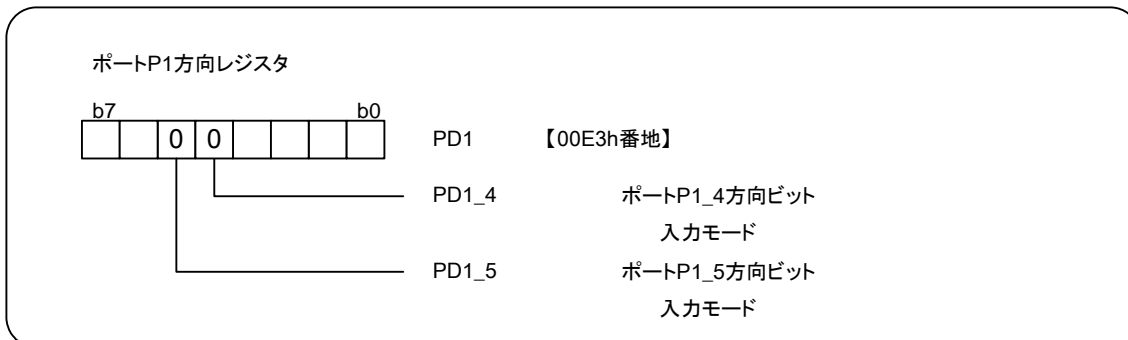 ポートP1方向レジスタ
b7 b0
0 0 PD1 【00E3h番地】
PD1_4 ポートP1_4方向ビット
入力モード
PD1_5 ポートP1_5方向ビット
入力モード